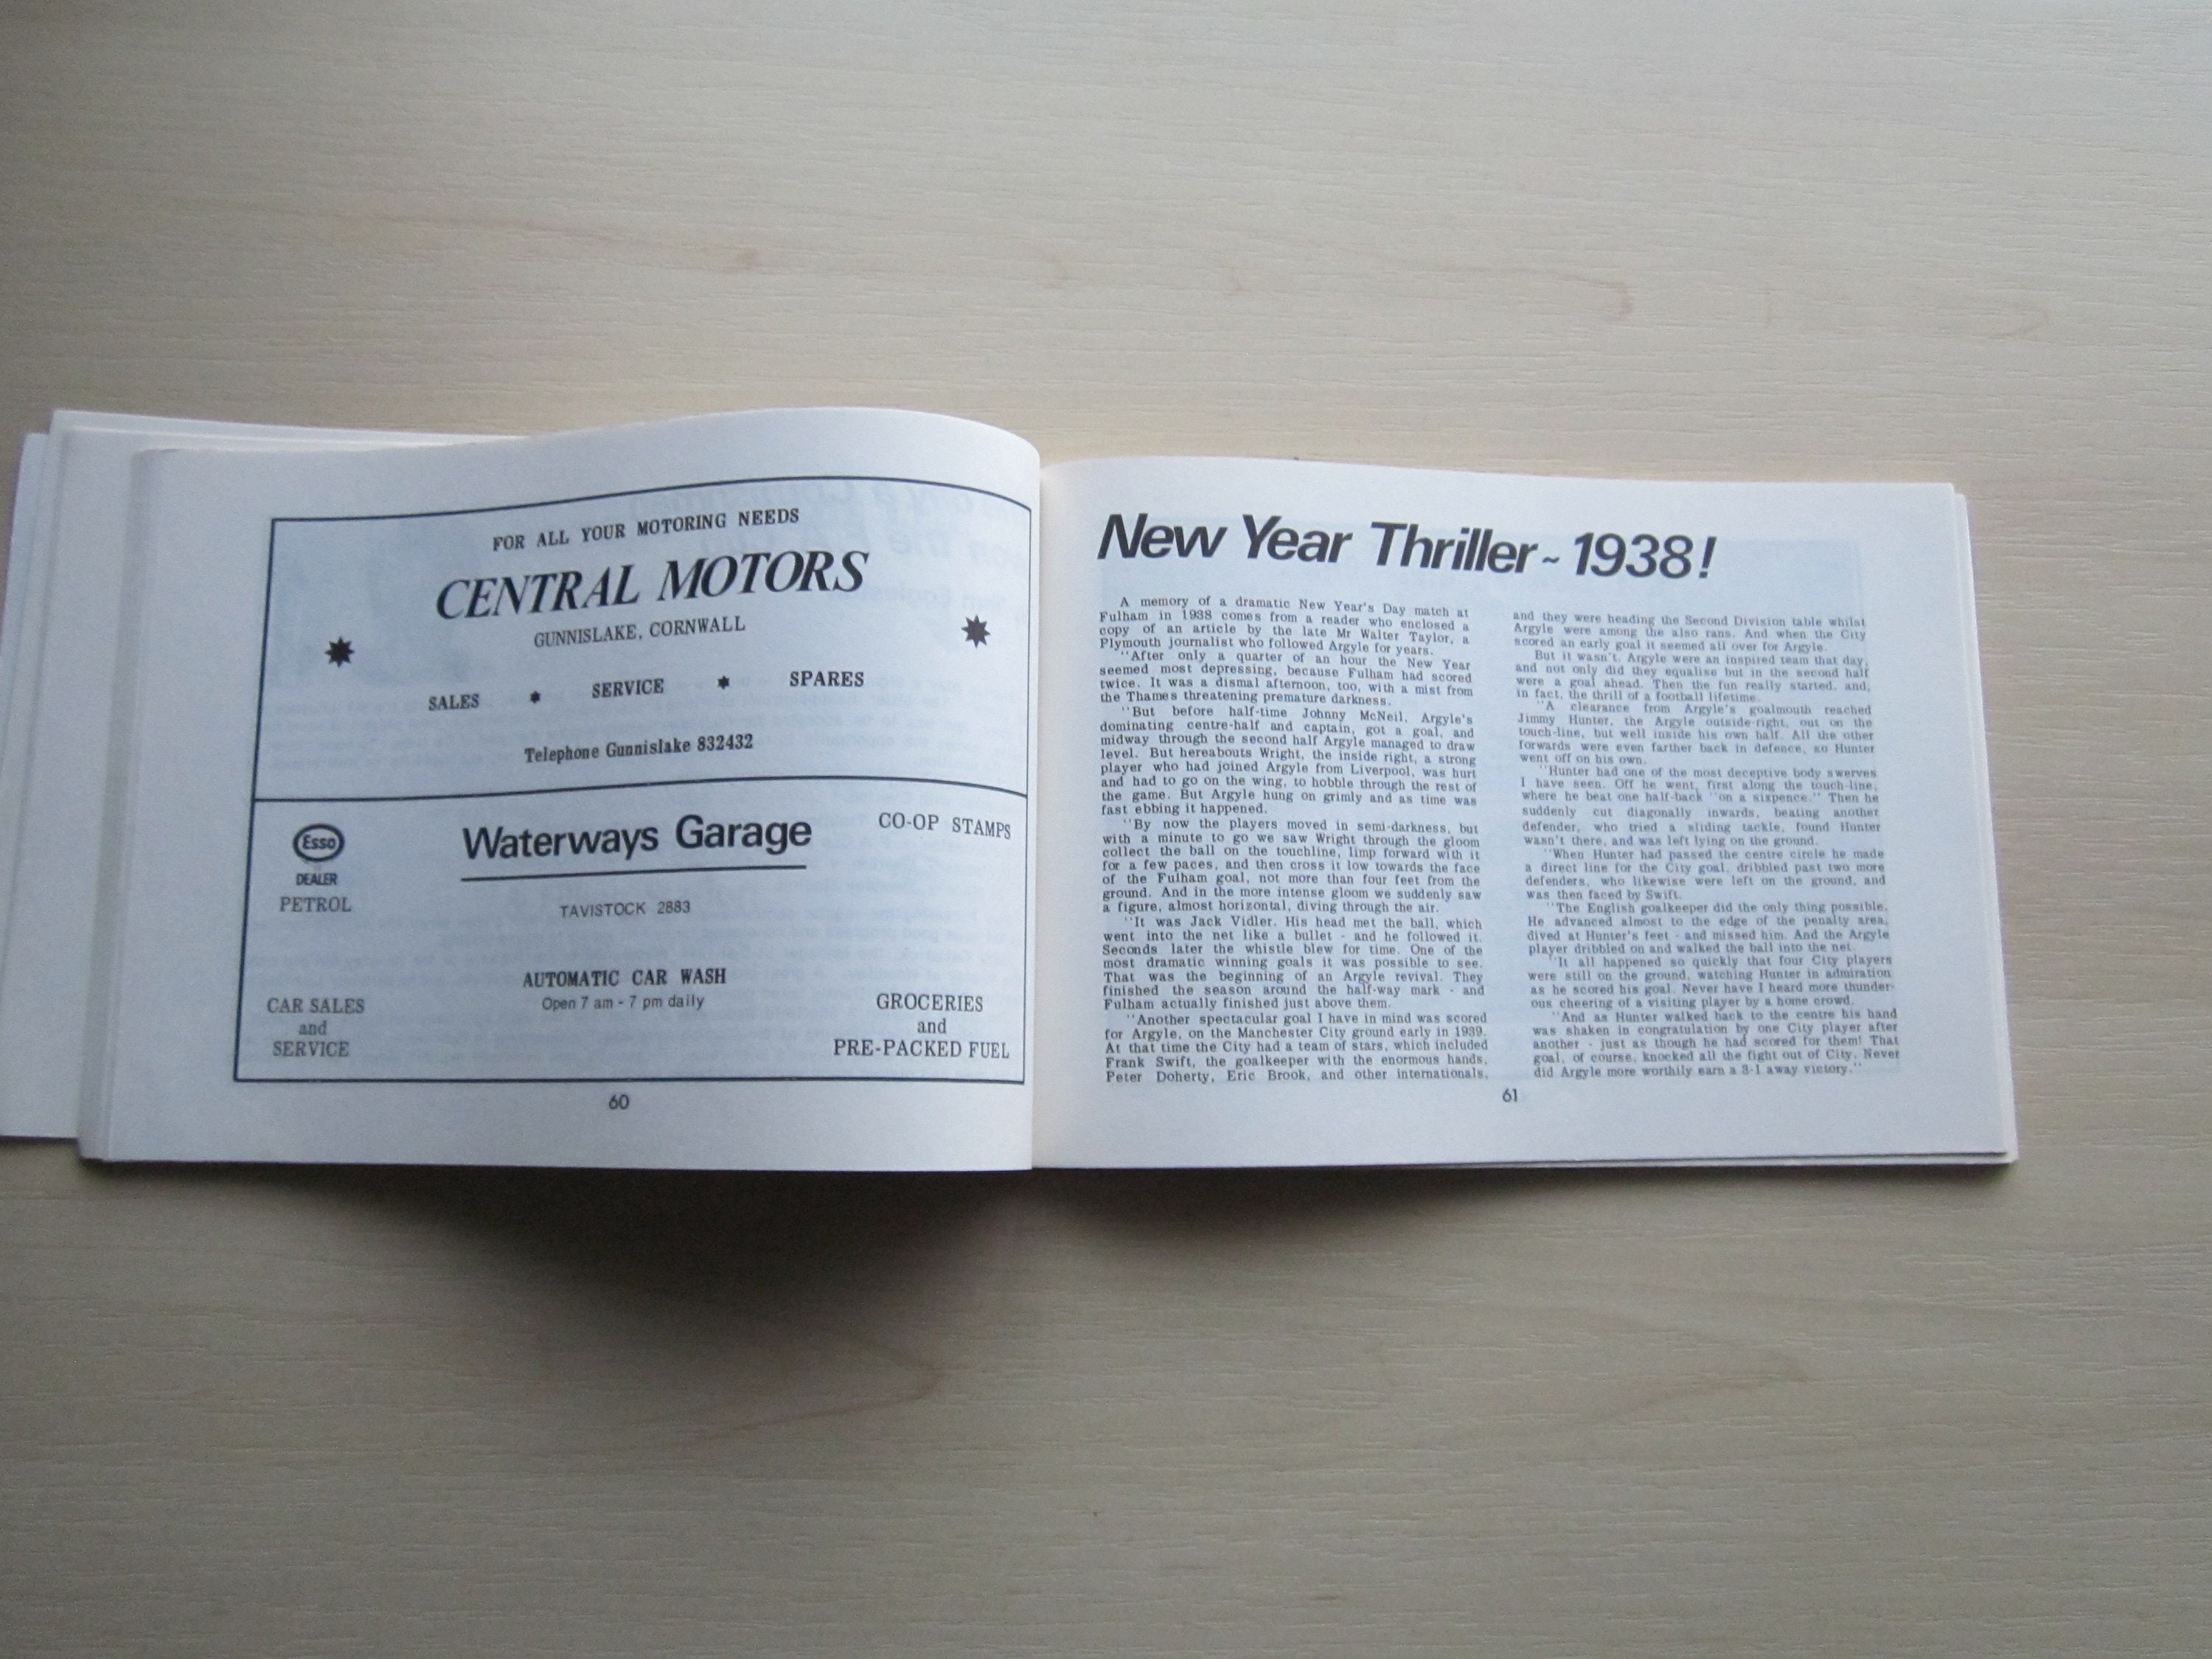 FOR ALL YOUR MOTORING NEEDS
CENTRAL MOTORS
GUNNISLAKE, CORNWALL
SALES SERVICE SPARES
Telephone Gunnislake 832432
Esso
DEALER
PETROL
Waterways Garage
CO-OP STAMPS
TAVISTOCK 2883
AUTOMATIC CAR WASH
Open 7 am - 7 pm daily
CAR SALES
and
SERVICE
GROCERIES
and
PRE-PACKED FUEL
60
New Year Thriller ~ 1938!
A memory of a dramatic New Year's Day match at
Fulham in 1938 comes from a reader who enclosed a
copy of an article by the late Mr Walter Taylor, a
Plymouth journalist who followed Argyle for years.
"After only a quarter of an hour the New Year
seemed most depressing, because Fulham had scored
twice. It was a dismal afternoon, too, with a mist from
the Thames threatening premature darkness.
"But before half-time Johnny McNeil, Argyle's
dominating centre-half and captain, got a goal, and
midway through the second half Argyle managed to draw
level. But hereabouts Wright, the inside right, a strong
player who had joined Argyle from Liverpool, was hurt
and had to go on the wing, to hobble through the rest of
the game. But Argyle hung on grimly and as time was
fast ebbing it happened.
"By now the players moved in semi-darkness, but
with a minute to go we saw Wright through the gloom
collect the ball on the touchline, limp forward with it
for a few paces, and then cross it low towards the face
of the Fulham goal, not more than four feet from the
ground. And in the more intense gloom we suddenly saw
a figure, almost horizontal, diving through the air.
"It was Jack Vidler. His head met the ball, which
went into the net like a bullet - and he followed it.
Seconds later the whistle blew for time. One of the
most dramatic winning goals it was possible to see.
That was the beginning of an Argyle revival. They
finished the season around the half-way mark - and
Fulham actually finished just above them.
"Another spectacular goal I have in mind was scored
for Argyle, on the Manchester City ground early in 1939.
At that time the City had a team of stars, which included
Frank Swift, the goalkeeper with the enormous hands,
Peter Doherty, Eric Brook, and other internationals,
and they were heading the Second Division table whilst
Argyle were among the also rans. And when the City
scored an early goal it seemed all over for Argyle.
But it wasn't. Argyle were an inspired team that day,
and not only did they equalise but in the second half
were a goal ahead. Then the fun really started, and,
in fact, the thrill of a football lifetime.
"A clearance from Argyle's goalmouth reached
Jimmy Hunter, the Argyle outside-right, out on the
touch-line, but well inside his own half. All the other
forwards were even farther back in defence, so Hunter
went off on his own.
"Hunter had one of the most deceptive body swerves
I have seen. Off he went, first along the touch-line,
where he beat one half-back "on a sixpence." Then he
suddenly cut diagonally inwards, beating another
defender, who tried a sliding tackle, found Hunter
wasn't there, and was left lying on the ground.
"When Hunter had passed the centre circle he made
a direct line for the City goal, dribbled past two more
defenders, who likewise were left on the ground, and
was then faced by Swift.
"The English goalkeeper did the only thing possible.
He advanced almost to the edge of the penalty area,
dived at Hunter's feet - and missed him. And the Argyle
player dribbled on and walked the ball into the net.
"It all happened so quickly that four City players
were still on the ground, watching Hunter in admiration
as he scored his goal. Never have I heard more thunder-
ous cheering of a visiting player by a home crowd.
"And as Hunter walked back to the centre his hand
was shaken in congratulation by one City player after
another - just as though he had scored for them! That
goal, of course, knocked all the fight out of City. Never
did Argyle more worthily earn a 3-1 away victory."
61